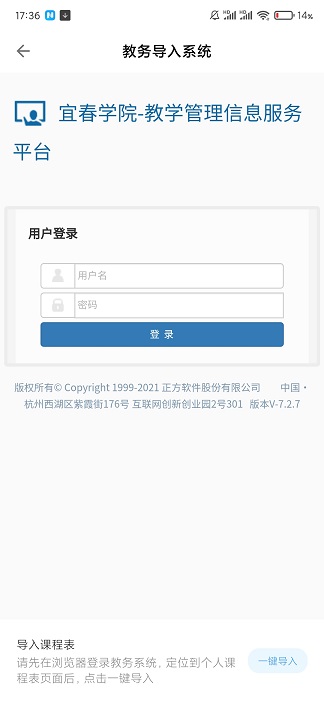 17:36 14%
教务导入系统
宜春学院-教学管理信息服务
平台
用户登录
用户名
密码
登 录
版权所有© Copyright 1999-2021 正方软件股份有限公司 中国・
杭州西湖区紫霞街176号 互联网创新创业园2号301 版本V-7.2.7
导入课程表
请先在浏览器登录教务系统，定位到个人课
程表页面后，点击一键导入
一键导入